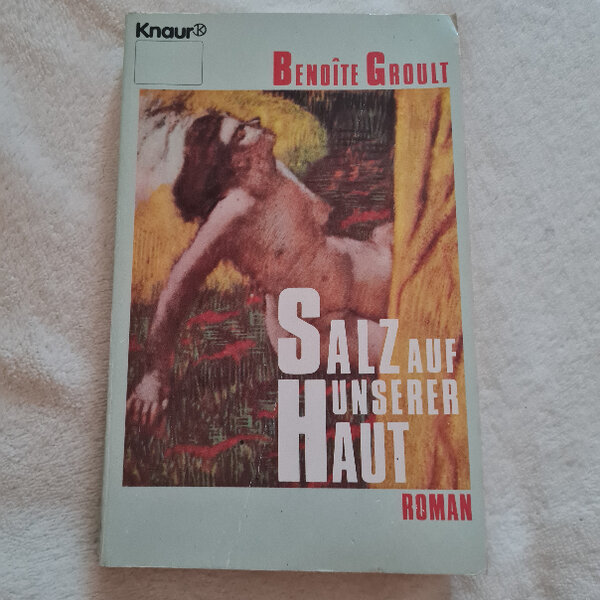 Knaur K
BENOÎTE GROULT
SALZ AUF
UNSERER
HAUT
ROMAN